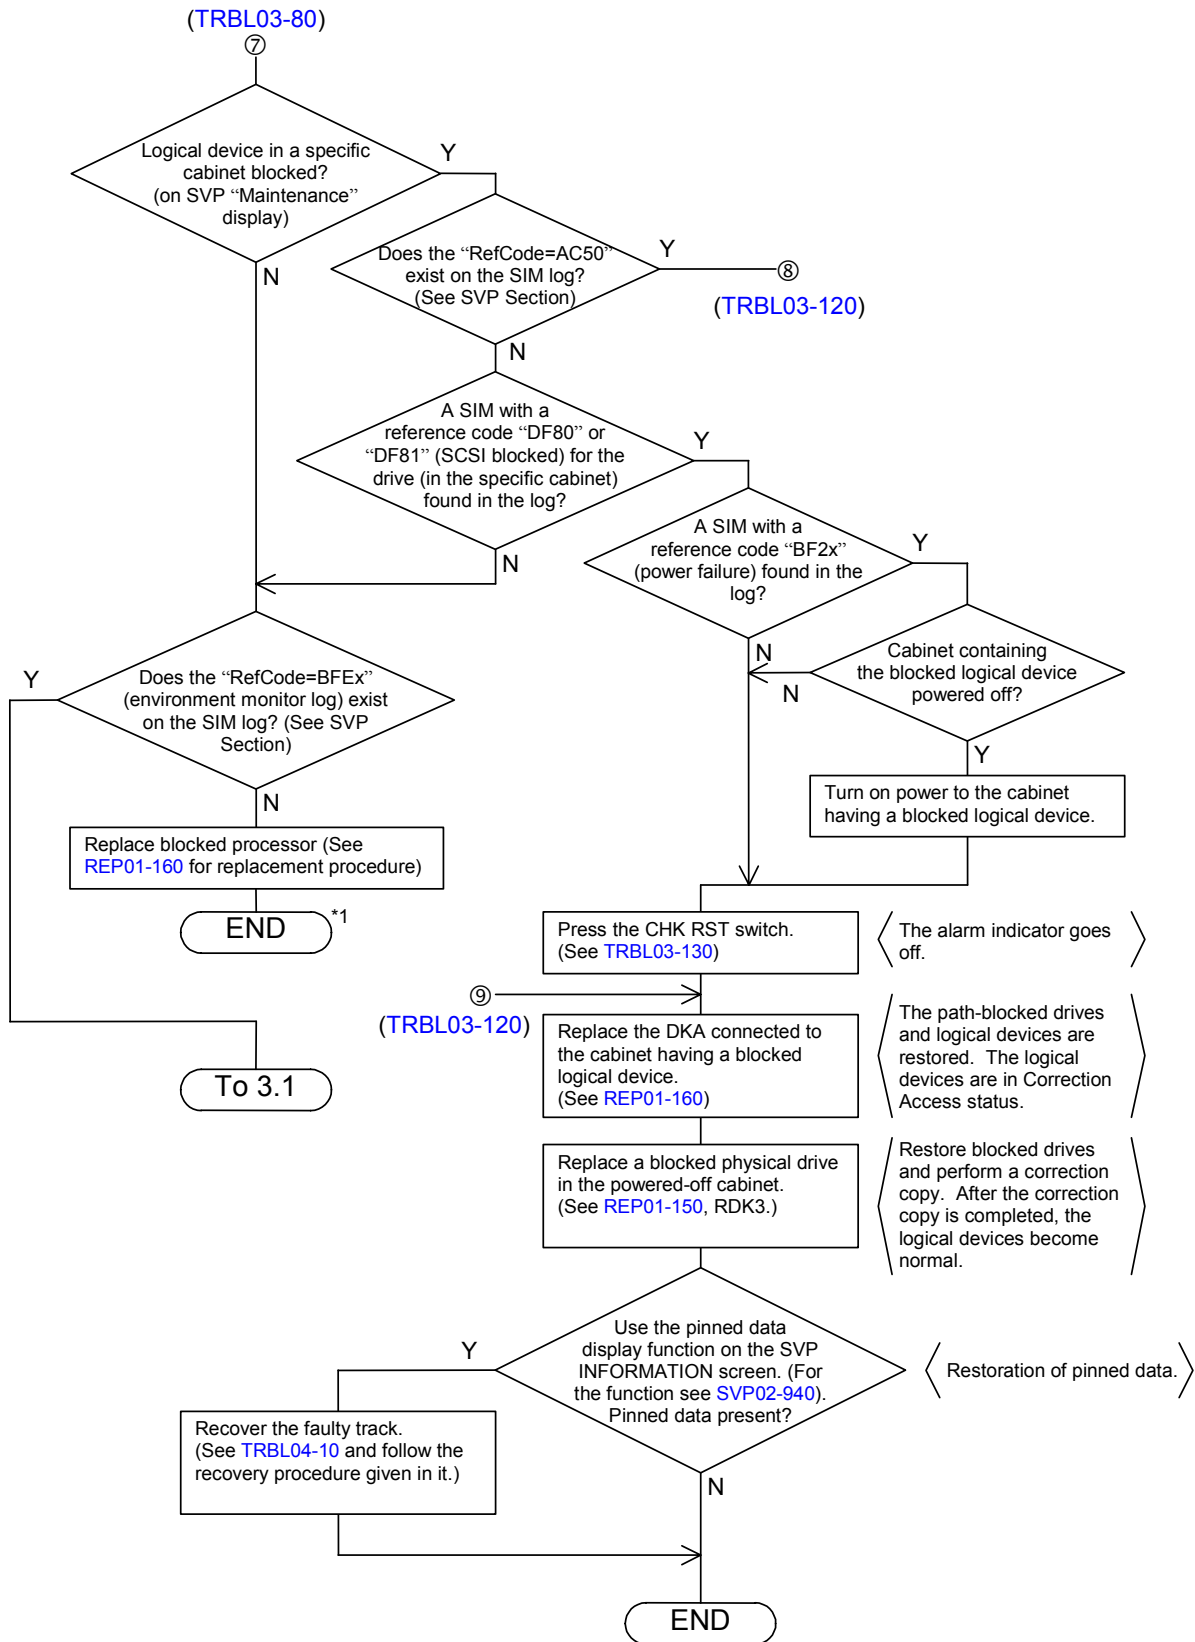 (TRBL03-80)
⑦
Logical device in a specific
cabinet blocked?
(on SVP “Maintenance”
display)
Y
N
Does the “RefCode=AC50”
exist on the SIM log?
(See SVP Section)
Y
⑧
(TRBL03-120)
N
A SIM with a
reference code “DF80” or
“DF81” (SCSI blocked) for the
drive (in the specific cabinet)
found in the log?
Y
N
A SIM with a
reference code “BF2x”
(power failure) found in the
log?
Y
N
Cabinet containing
the blocked logical device
powered off?
N
Y
Turn on power to the cabinet
having a blocked logical device.
Does the “RefCode=BFEx”
(environment monitor log) exist
on the SIM log? (See SVP
Section)
Y
N
Replace blocked processor (See
REP01-160 for replacement procedure)
END
*1
To 3.1
Press the CHK RST switch.
(See TRBL03-130)
The alarm indicator goes
off.
⑨
(TRBL03-120)
Replace the DKA connected to
the cabinet having a blocked
logical device.
(See REP01-160)
The path-blocked drives
and logical devices are
restored. The logical
devices are in Correction
Access status.
Replace a blocked physical drive
in the powered-off cabinet.
(See REP01-150, RDK3.)
Restore blocked drives
and perform a correction
copy. After the correction
copy is completed, the
logical devices become
normal.
Use the pinned data
display function on the SVP
INFORMATION screen. (For
the function see SVP02-940).
Pinned data present?
Y
N
Restoration of pinned data.
Recover the faulty track.
(See TRBL04-10 and follow the
recovery procedure given in it.)
END